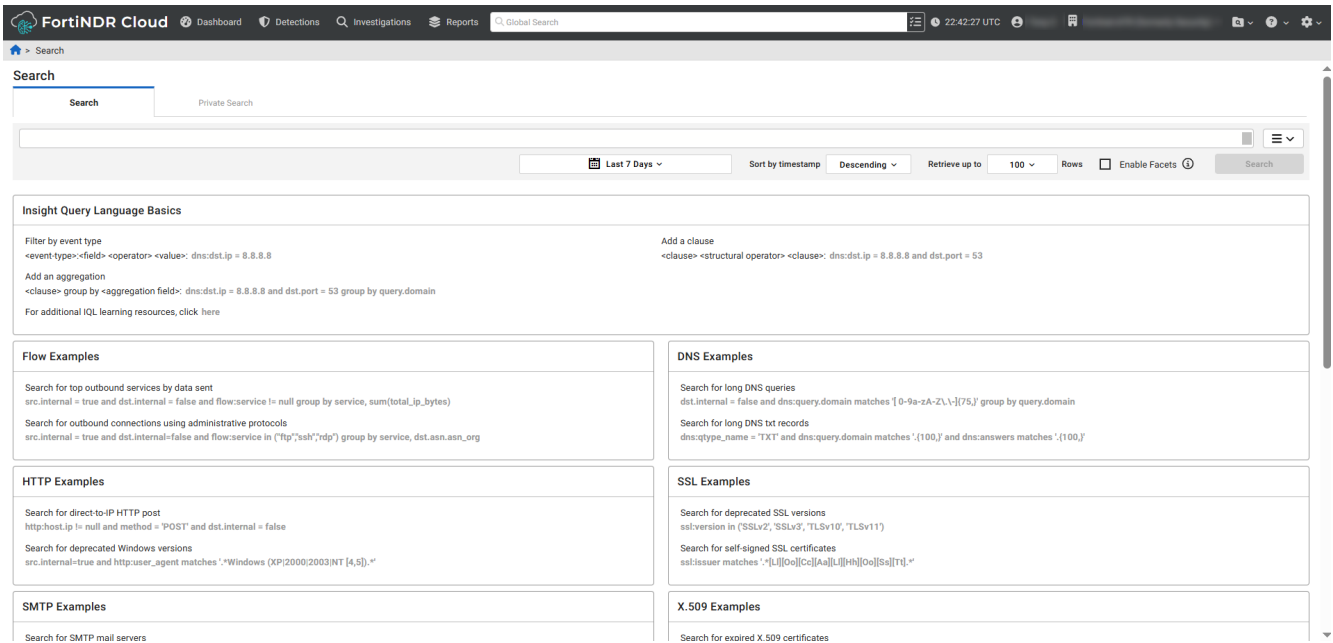 FortiNDR Cloud Dashboard Detections Investigations Reports Global Search 22:42:27 UTC
> Search
Search
Search Private Search
Last 7 Days Sort by timestamp Descending Retrieve up to 100 Rows Enable Facets Search
Insight Query Language Basics
Filter by event type
<event-type>:<field> <operator> <value>: dns:dst.ip = 8.8.8.8
Add an aggregation
<clause> group by <aggregation field>: dns:dst.ip = 8.8.8.8 and dst.port = 53 group by query.domain
For additional IQL learning resources, click here
Add a clause
<clause> <structural operator> <clause>: dns:dst.ip = 8.8.8.8 and dst.port = 53
Flow Examples
Search for top outbound services by data sent
src.internal = true and dst.internal = false and flow:service != null group by service, sum(total_ip_bytes)
Search for outbound connections using administrative protocols
src.internal = true and dst.internal=false and flow:service in ("ftp","ssh","rdp") group by service, dst.asn.asn_org
DNS Examples
Search for long DNS queries
dst.internal = false and dns:query.domain matches '[ 0-9a-zA-Z\.\-]{75,}' group by query.domain
Search for long DNS txt records
dns:qtype_name = 'TXT' and dns:query.domain matches '.{100,}' and dns:answers matches '.{100,}'
HTTP Examples
Search for direct-to-IP HTTP post
http:host.ip != null and method = 'POST' and dst.internal = false
Search for deprecated Windows versions
src.internal=true and http:user_agent matches '.*Windows (XP|2000|2003|NT [4,5]).*'
SSL Examples
Search for deprecated SSL versions
ssl:version in ('SSLv2', 'SSLv3', 'TLSv10', 'TLSv11')
Search for self-signed SSL certificates
ssl:issuer matches '.*[Ll][Oo][Cc][Aa][Ll][Hh][Oo][Ss][Tt].*'
SMTP Examples
Search for SMTP mail servers
X.509 Examples
Search for expired X.509 certificates